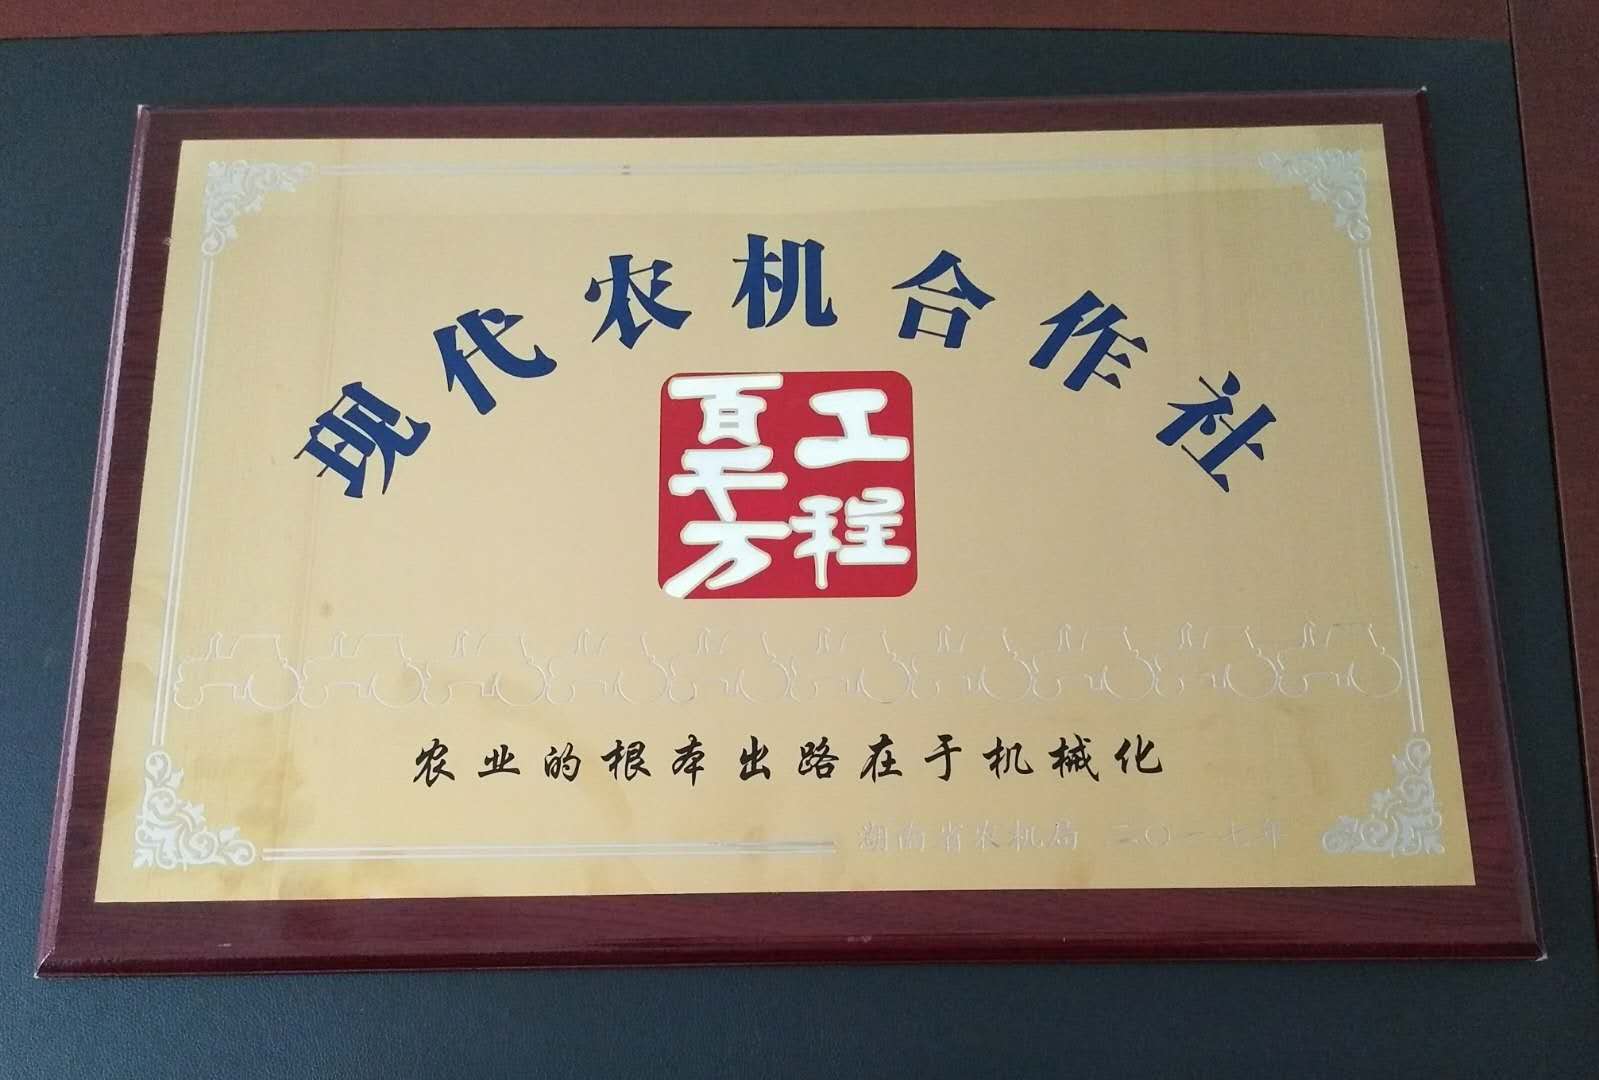 现代农机合作社
百千万
工程
农业的根本出路在于机械化
湖南省农机局 二〇一七年